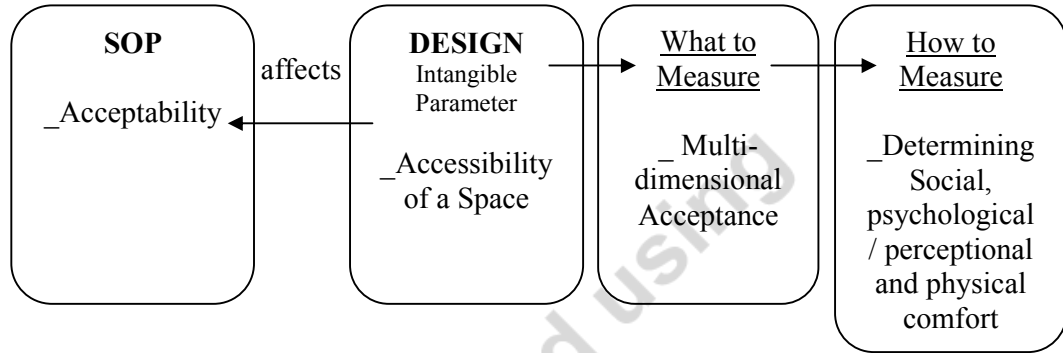 SOP
_Acceptability
affects
DESIGN
Intangible
Parameter
_Accessibility
of a Space
What to
Measure
_ Multi-
dimensional
Acceptance
How to
Measure
_Determining
Social,
psychological
/ perceptional
and physical
comfort
d using